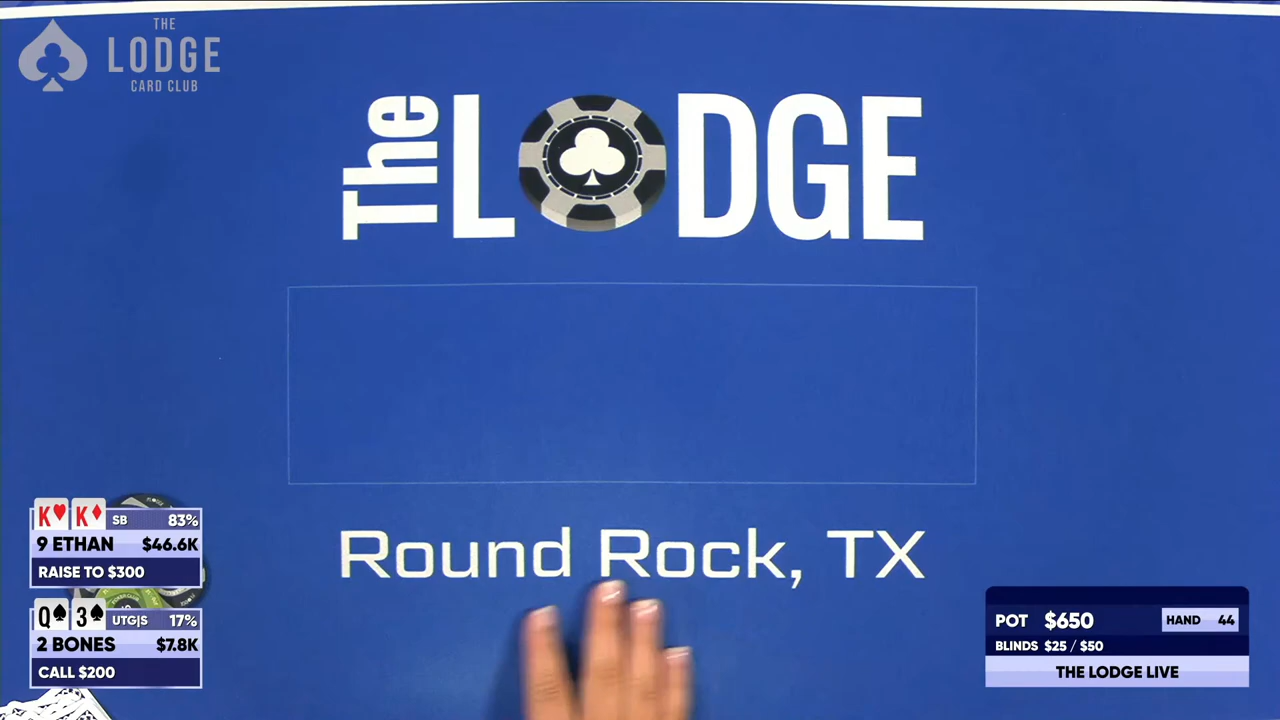 THE
LODGE
CARD CLUB
The LODGE
Round Rock, TX
K K SB 83%
9 ETHAN $46.6K
RAISE TO $300
Q 3 UTG|S 17%
2 BONES $7.8K
CALL $200
POT $650 HAND 44
BLINDS $25 / $50
THE LODGE LIVE